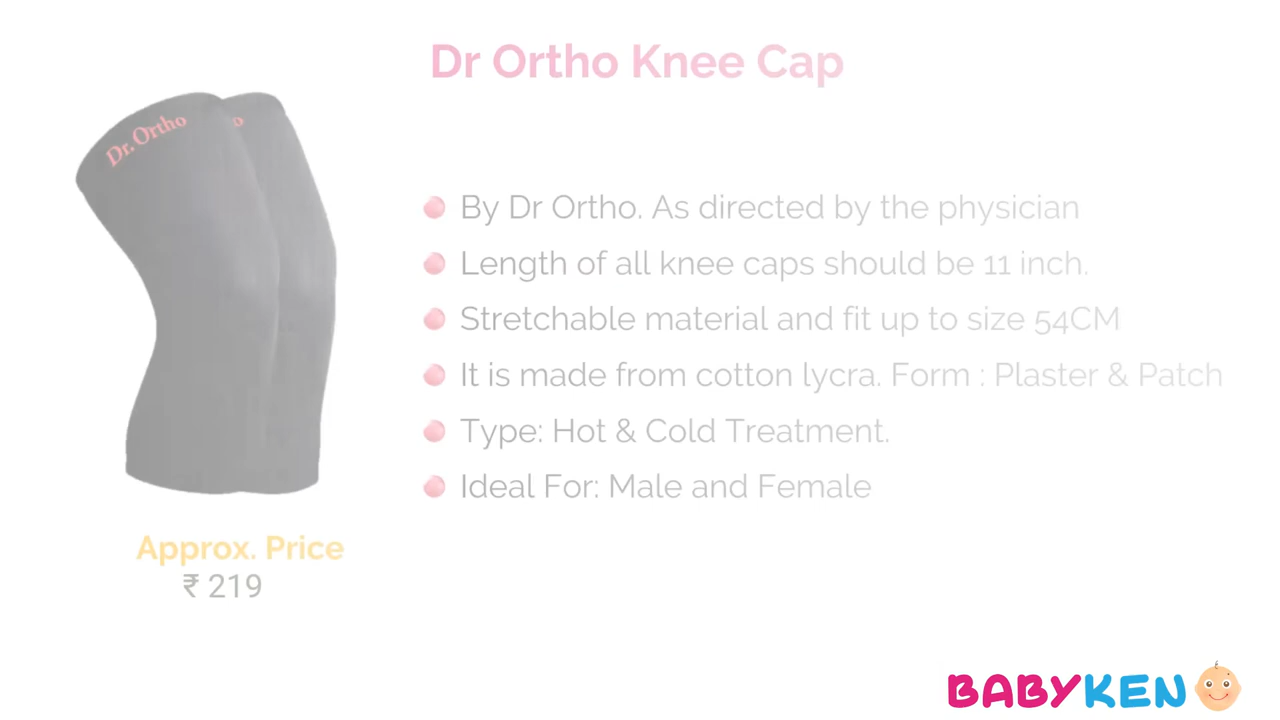 Dr Ortho Knee Cap
Dr. Ortho
o
By Dr Ortho. As directed by the physician
Length of all knee caps should be 11 inch.
Stretchable material and fit up to size 54CM
It is made from cotton lycra. Form : Plaster & Patch
Type: Hot & Cold Treatment.
Ideal For: Male and Female
Approx. Price
₹ 219
BABYKEN